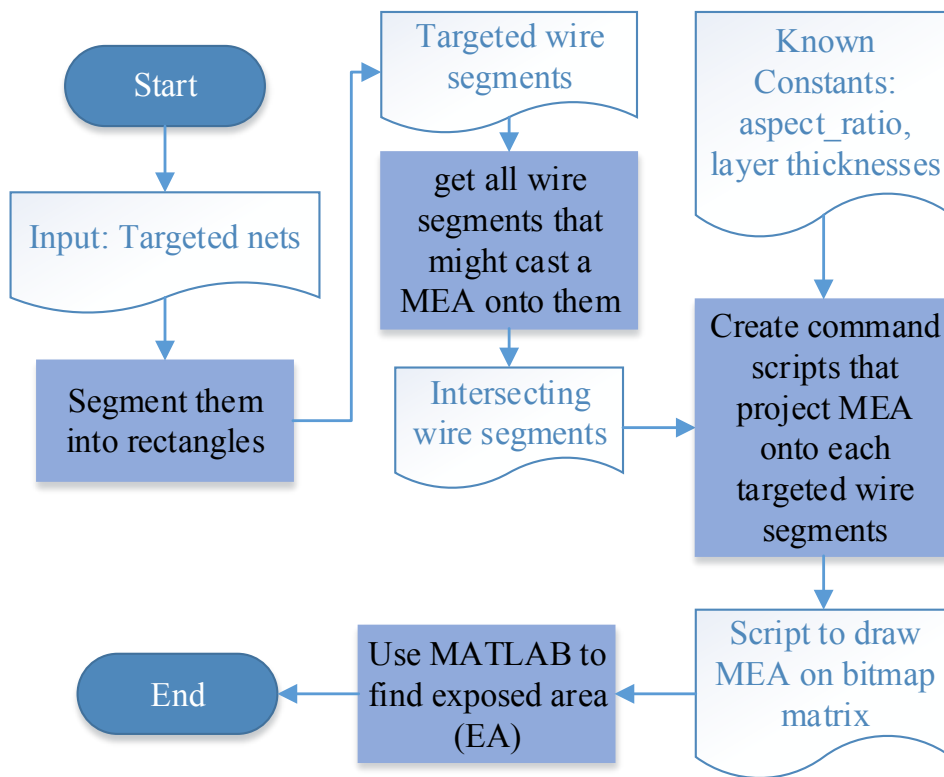 Start
Input: Targeted nets
Segment them
into rectangles
Targeted wire
segments
get all wire
segments that
might cast a
MEA onto them
Intersecting
wire segments
Known
Constants:
aspect_ratio,
layer thicknesses
Create command
scripts that
project MEA
onto each
targeted wire
segments
Script to draw
MEA on bitmap
matrix
Use MATLAB to
find exposed area
(EA)
End